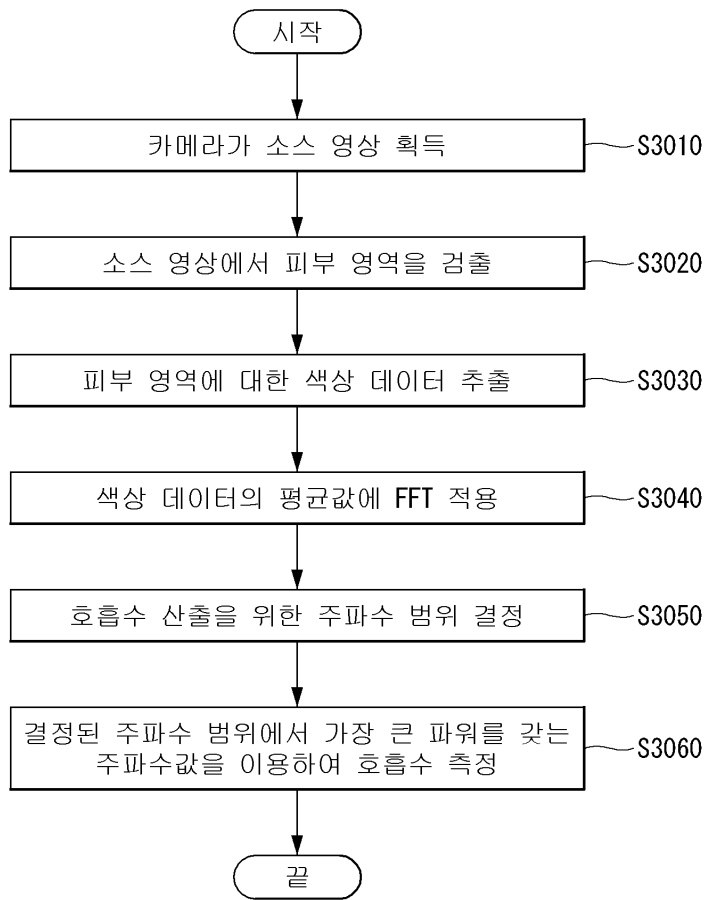 시작
카메라가 소스 영상 획득
S3010
소스 영상에서 피부 영역을 검출
S3020
피부 영역에 대한 색상 데이터 추출
S3030
색상 데이터의 평균값에 FFT 적용
S3040
호흡수 산출을 위한 주파수 범위 결정
S3050
결정된 주파수 범위에서 가장 큰 파워를 갖는
주파수값을 이용하여 호흡수 측정
S3060
끝